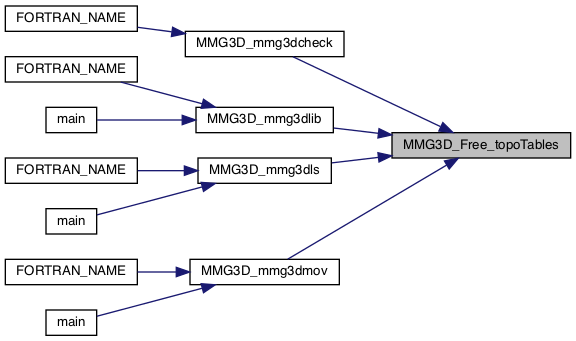 FORTRAN_NAME
MMG3D_mmg3dcheck
FORTRAN_NAME
main
MMG3D_mmg3dlib
MMG3D_Free_topoTables
FORTRAN_NAME
MMG3D_mmg3dls
main
FORTRAN_NAME
MMG3D_mmg3dmov
main